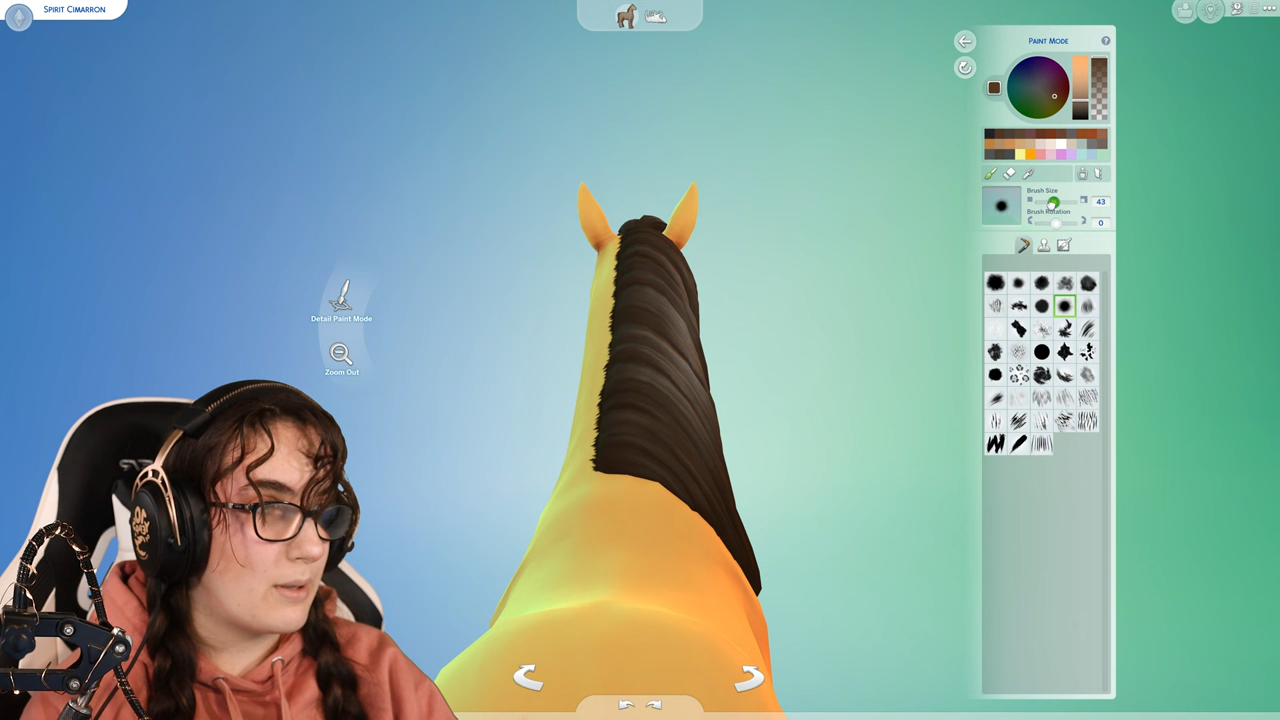 SPIRIT CIMARRON
PAINT MODE
?
Brush Size
43
Brush Rotation
0
Detail Paint Mode
Zoom Out